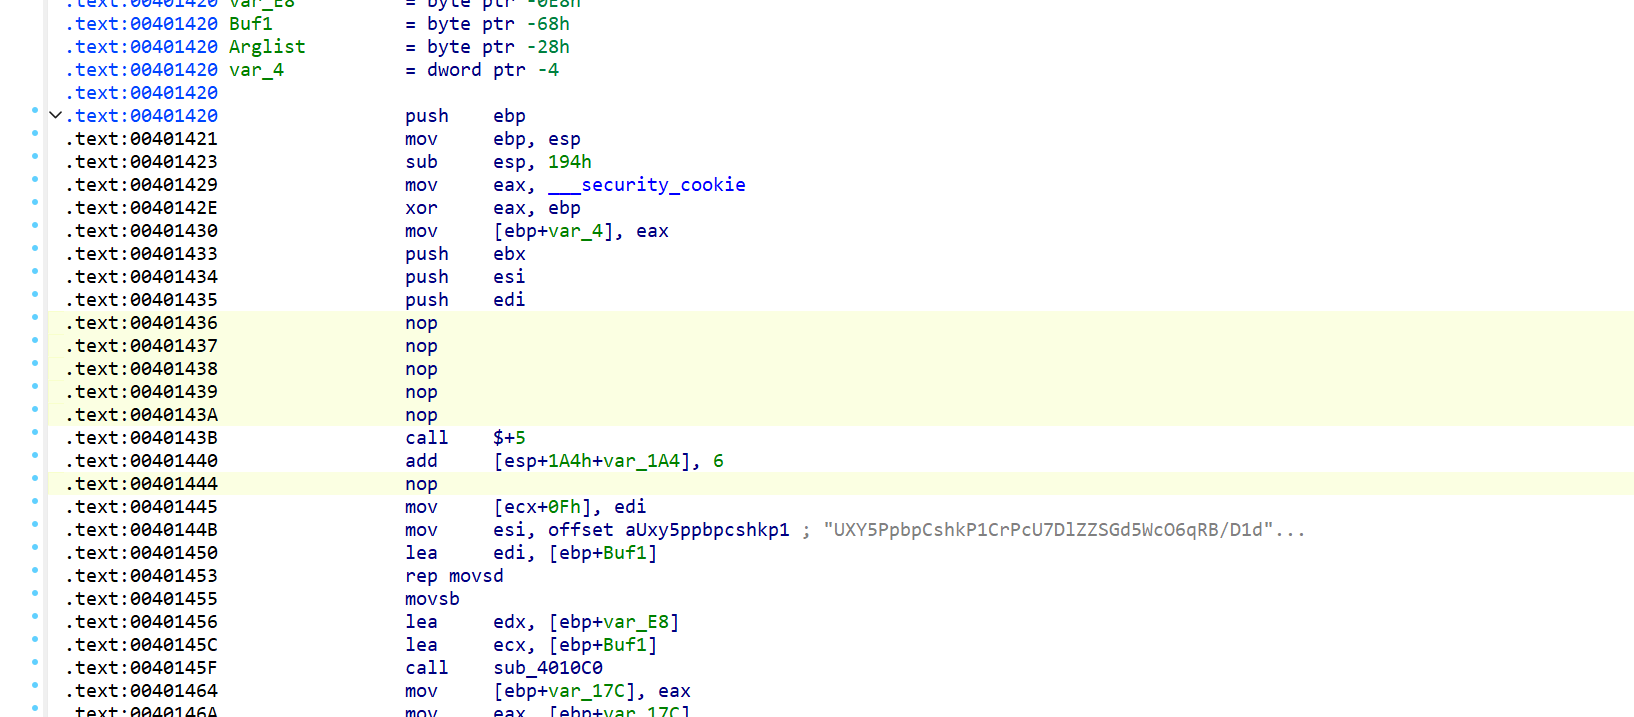 .text:00401420 var_E8          = byte ptr -0E8h
.text:00401420 Buf1            = byte ptr -68h
.text:00401420 Arglist         = byte ptr -28h
.text:00401420 var_4           = dword ptr -4
.text:00401420
.text:00401420                 push    ebp
.text:00401421                 mov     ebp, esp
.text:00401423                 sub     esp, 194h
.text:00401429                 mov     eax, ___security_cookie
.text:0040142E                 xor     eax, ebp
.text:00401430                 mov     [ebp+var_4], eax
.text:00401433                 push    ebx
.text:00401434                 push    esi
.text:00401435                 push    edi
.text:00401436                 nop
.text:00401437                 nop
.text:00401438                 nop
.text:00401439                 nop
.text:0040143A                 nop
.text:0040143B                 call    $+5
.text:00401440                 add     [esp+1A4h+var_1A4], 6
.text:00401444                 nop
.text:00401445                 mov     [ecx+0Fh], edi
.text:0040144B                 mov     esi, offset aUxy5ppbpcshkp1 ; "UXY5PpbpCshkP1CrPcU7DlZZSGd5WcO6qRB/D1d"...
.text:00401450                 lea     edi, [ebp+Buf1]
.text:00401453                 rep movsd
.text:00401455                 movsb
.text:00401456                 lea     edx, [ebp+var_E8]
.text:0040145C                 lea     ecx, [ebp+Buf1]
.text:0040145F                 call    sub_4010C0
.text:00401464                 mov     [ebp+var_17C], eax
.text:0040146A                 mov     eax, [ebp+var_17C]